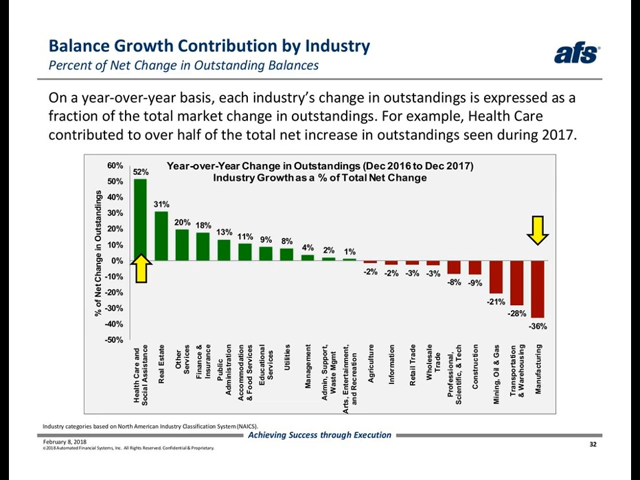 Balance Growth Contribution by Industry
Percent of Net Change in Outstanding Balances
afs
On a year-over-year basis, each industry's change in outstandings is expressed as a
fraction of the total market change in outstandings. For example, Health Care
contributed to over half of the total net increase in outstandings seen during 2017.
Year-over-Year Change in Outstandings (Dec 2016 to Dec 2017)
Industry Growth as a % of Total Net Change
% of Net Change in Outstandings
60%
50%
40%
30%
20%
10%
0%
-10%
-20%
-30%
-40%
-50%
52%
31%
20%
18%
13%
11%
9%
8%
4%
2%
1%
-2%
-2%
-3%
-3%
-8%
-9%
-21%
-28%
-36%
Health Care and
Social Assistance
Real Estate
Other
Services
Finance &
Insurance
Public
Administration
Accommodation
& Food Services
Educational
Services
Utilities
Management
Admin, Support,
Waste Mgmt
Arts, Entertainment,
and Recreation
Agriculture
Information
Retail Trade
Wholesale
Trade
Professional,
Scientific, & Tech
Construction
Mining, Oil & Gas
Transportation
& Warehousing
Manufacturing
Industry categories based on North American Industry Classification System (NAICS).
Achieving Success through Execution
February 8, 2018
©2018 Automated Financial Systems, Inc. All Rights Reserved. Confidential & Proprietary.
32